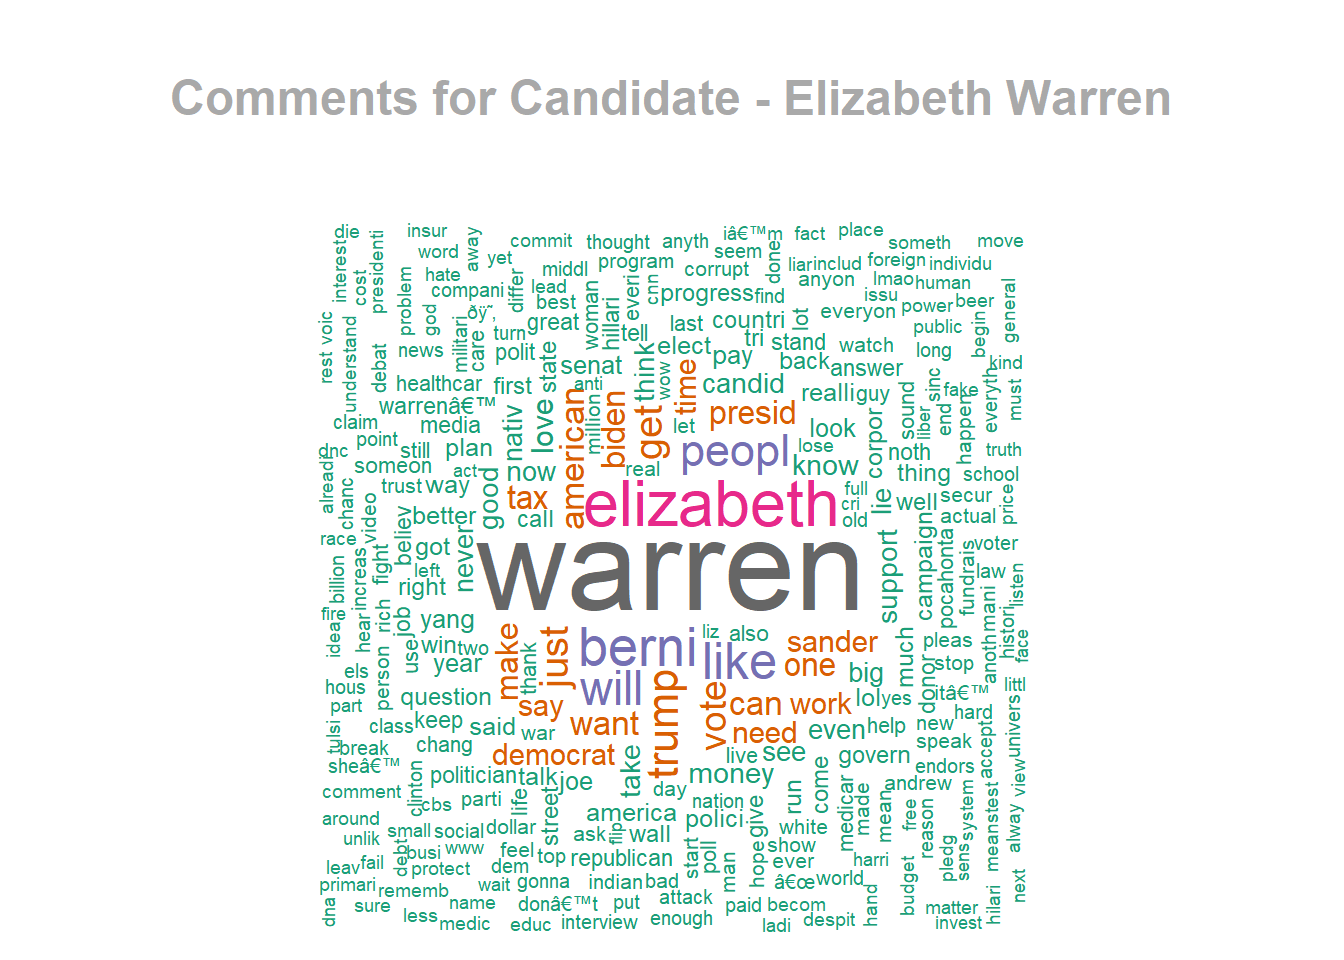 Comments for Candidate - Elizabeth Warren
die insur away commit thought anyth iâ€™m fact place someth move
interest cost presidenti word yet middl program seem done liar includ foreign individu
hate compani differ lead best everi cnn corrupt anyon lmao human
problem god ðŸ˜‚ woman hillari progress find lot issu power beer general
rest voic understand debat militari care turn great tell last countri everyon public begin
news polit state senat elect tri stand watch long kind
healthcar first anti think wow pay back answer sinc fake everyth must
claim warrenâ€™ love american million biden get time candid realli guy
media nativ let presid look corpor sound liber end happen
dnc point still plan peopl lose noth truth
someon act now real know thing school
alreadi chanc trust way good tax elizabeth full cri lie well secur price
video better call old actual
race believ got never warren support campaign pocahonta fundrais voter
billion increas fight left right law listen
fire rich job yang make just berni liz also sander much pleas anoth mani histori face
idea hear use win two like one big donor stop
els person year thank will itâ€™ littl
hous part question say trump vote can work lol yes hard univers
tulsi class keep said war want need even help new
break chang democrat live see govern speak accept
sheâ€™ politician talk joe take money endors view
comment clinton cbs parti life day nation run come andrew
around street america polici give medicar made mean free reason system test alway
unlik small social dollar ask flip wall white
debt busi www feel top republican start poll hope show harri pledg sens mean
leav fail protect dem man ever
primari rememb wait gonna indian bad â€œ world hand budget hilari next
dna sure less name donâ€™t put attack paid becom despit matter
medic educ interview enough ladi invest